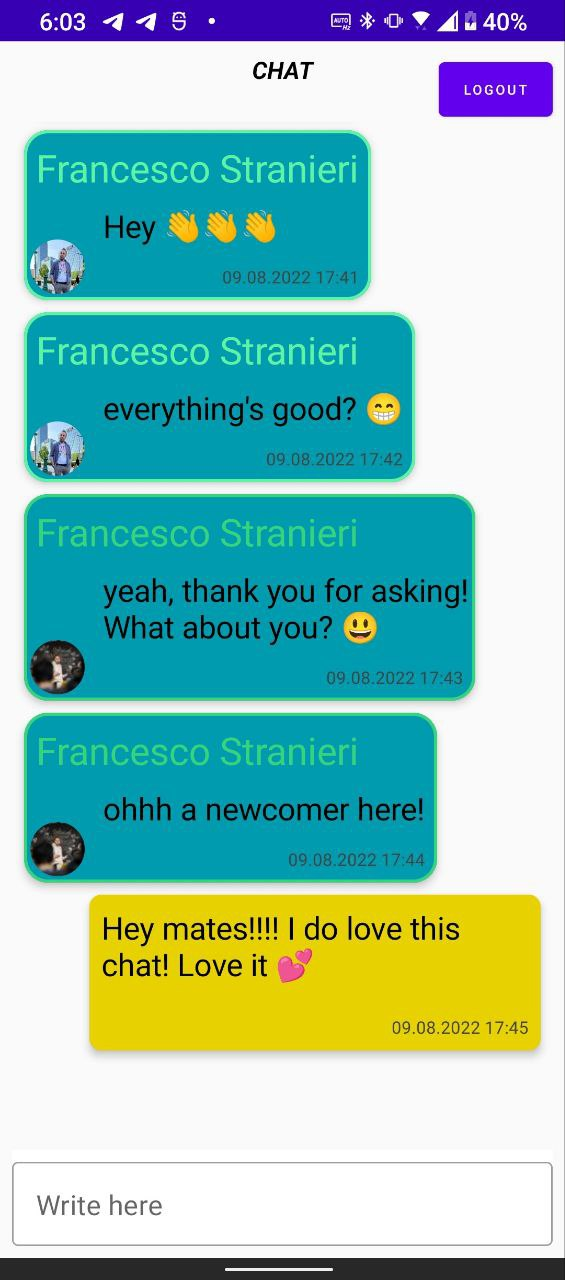 6:03 40%
CHAT
LOGOUT
Francesco Stranieri
Hey 👋👋👋
09.08.2022 17:41
Francesco Stranieri
everything's good? 😁
09.08.2022 17:42
Francesco Stranieri
yeah, thank you for asking!
What about you? 😃
09.08.2022 17:43
Francesco Stranieri
ohhh a newcomer here!
09.08.2022 17:44
Hey mates!!!! I do love this
chat! Love it 💕
09.08.2022 17:45
Write here